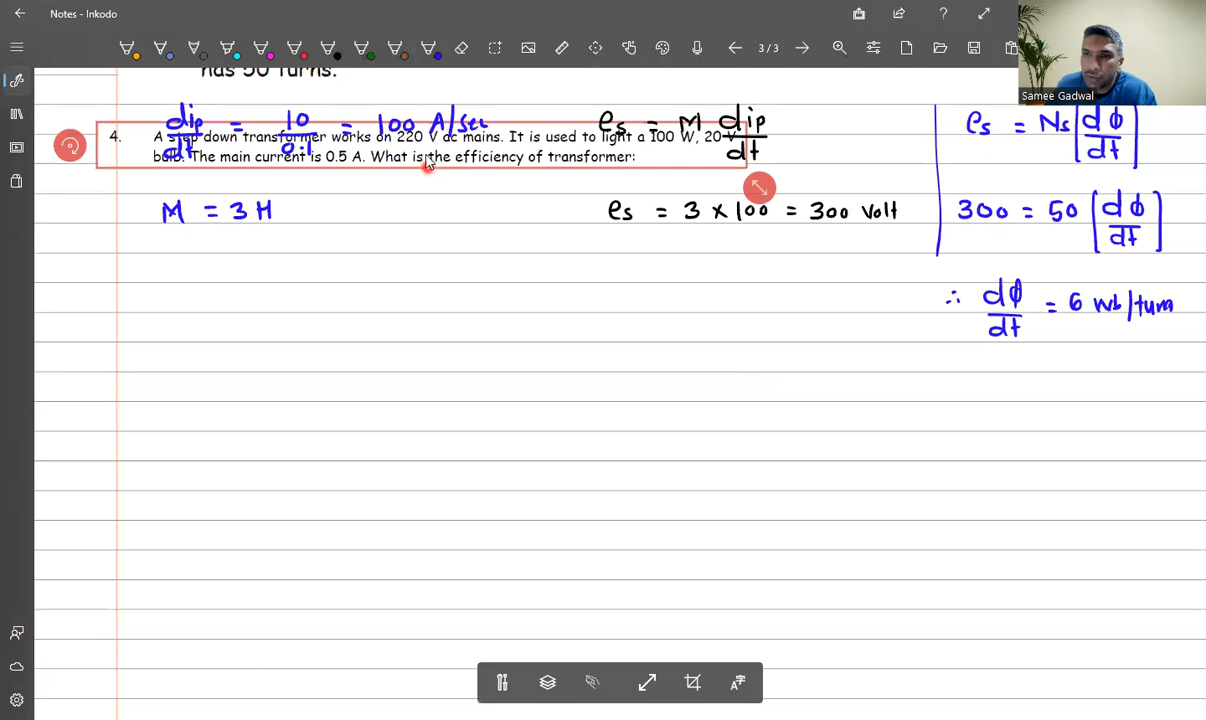 Notes - Inkodo
3 / 3
Samee Gadwal
has 50 turns.
dip/dt = 10/0.1 = 100 A/sec
es = M dip/dt
es = Ns [dϕ/dt]
4. A step down transformer works on 220 V ac mains. It is used to light a 100 W, 20 V
bulb. The main current is 0.5 A. What is the efficiency of transformer:
M = 3 H
es = 3 × 100 = 300 volt
300 = 50 [dϕ/dt]
∴ dϕ/dt = 6 wb/turn